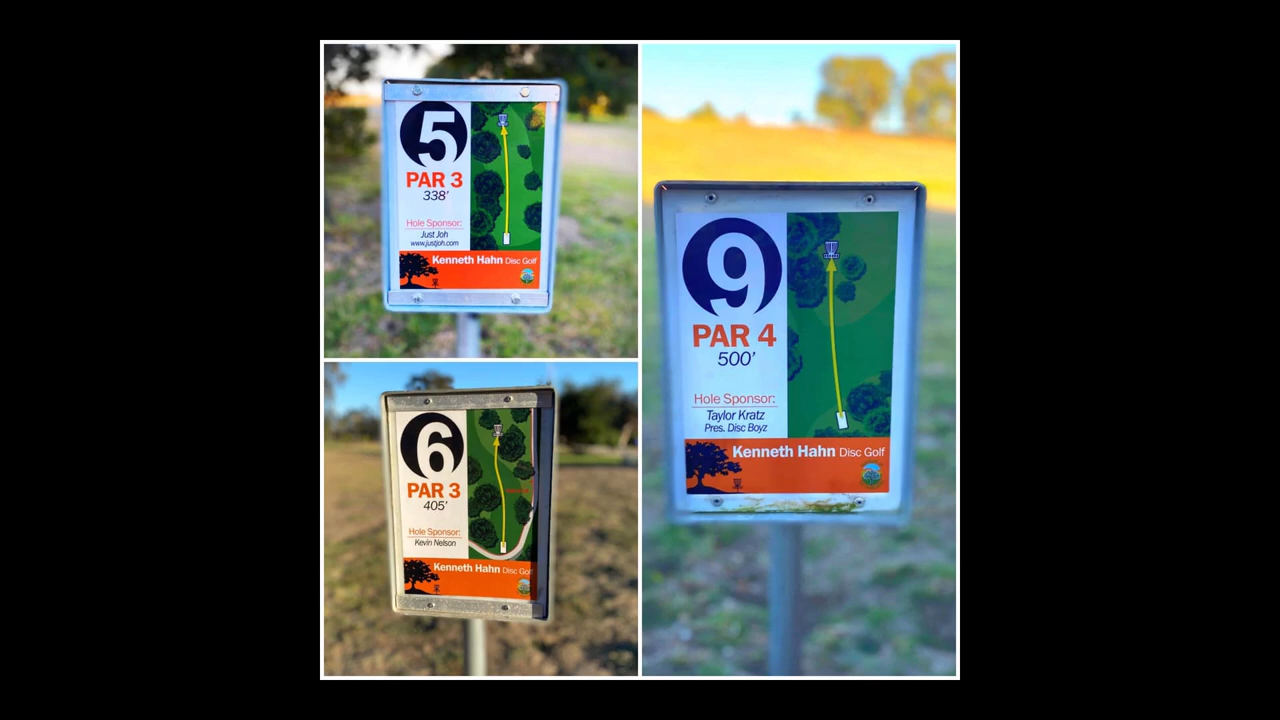 5
PAR 3
338'
Hole Sponsor:
Just Joh
www.justjoh.com
Kenneth Hahn Disc Golf
6
PAR 3
405'
Hole Sponsor:
Kevin Nelson
Kenneth Hahn Disc Golf
9
PAR 4
500'
Hole Sponsor:
Taylor Kratz
Pres. Disc Boyz
Kenneth Hahn Disc Golf